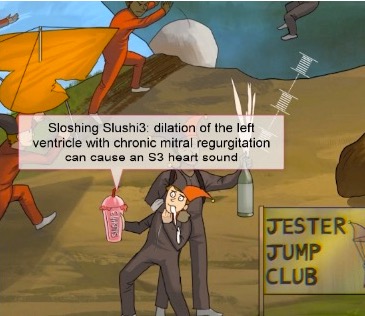 Sloshing Slushi3: dilation of the left
ventricle with chronic mitral regurgitation
can cause an S3 heart sound
JESTER
JUMP
CLUB